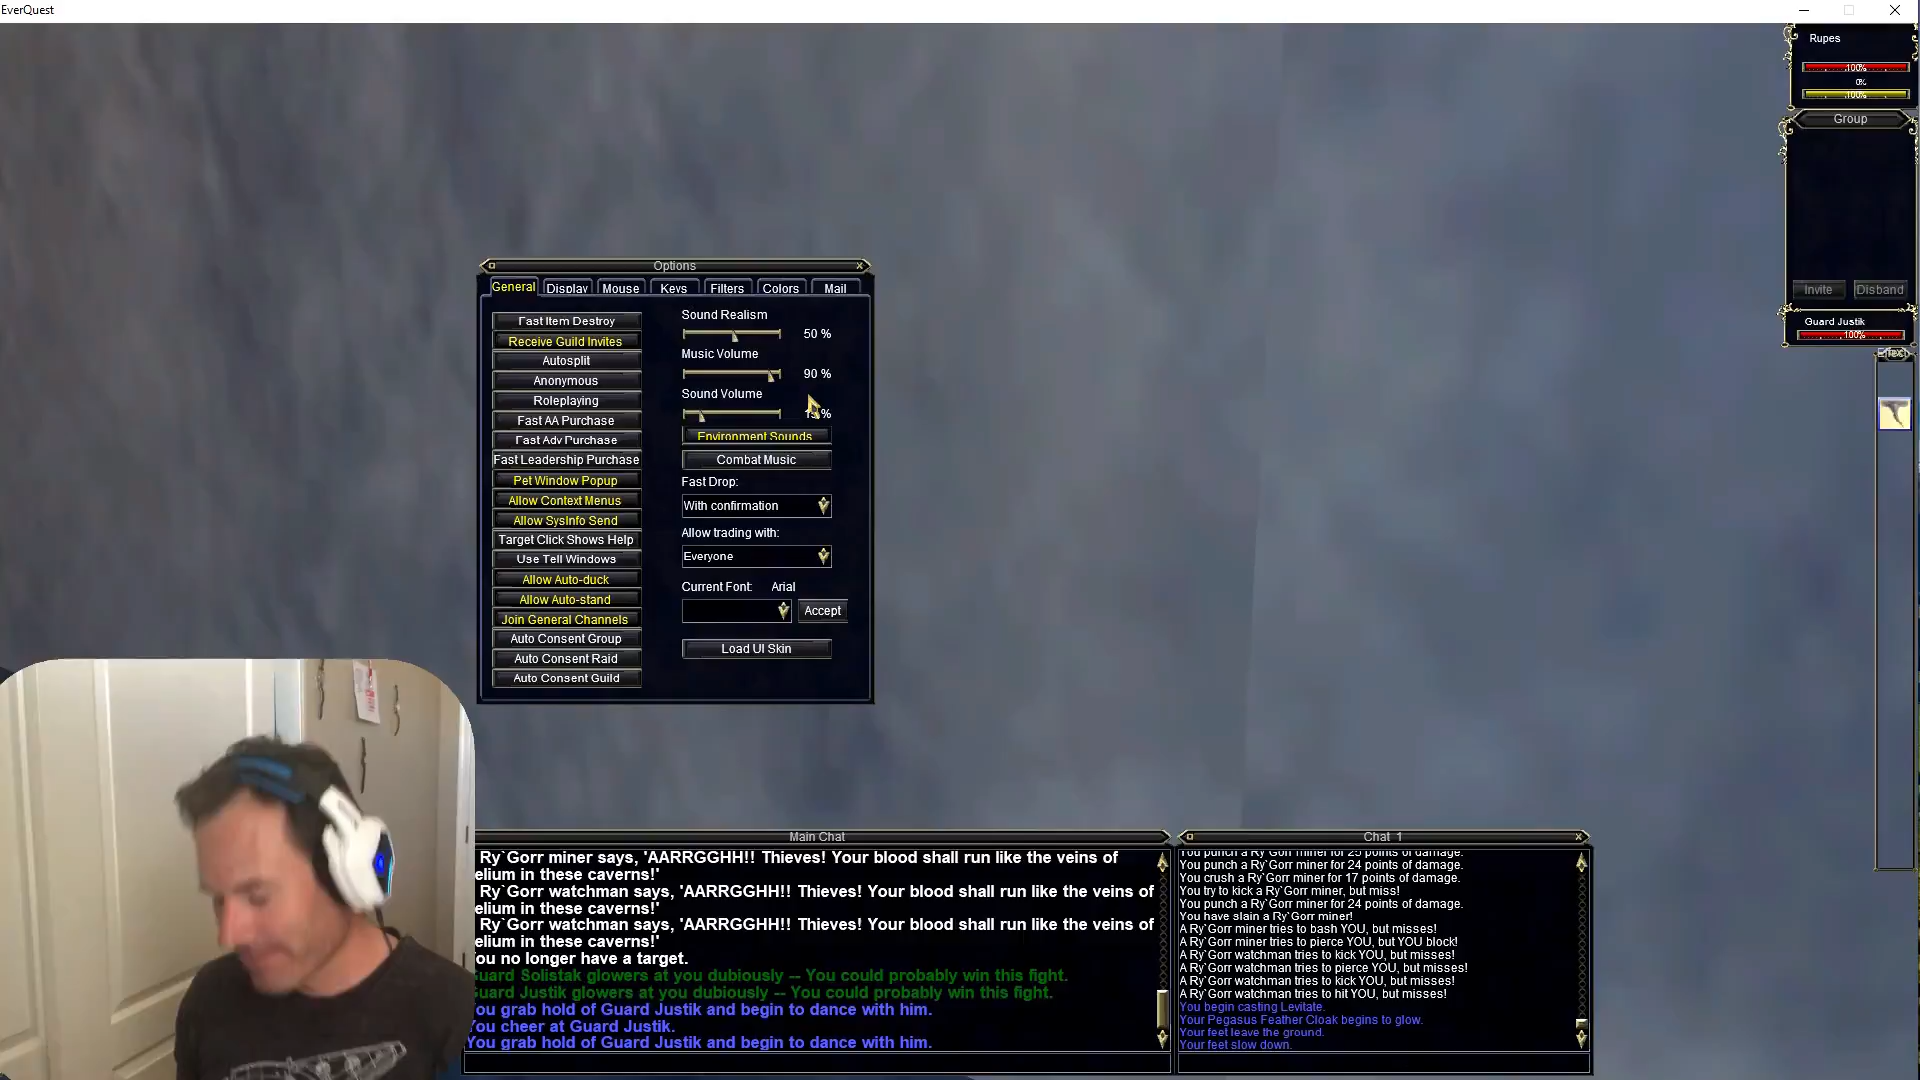 EverQuest
Rupes
100%
0%
100%
Group
Invite
Disband
Guard Justik
100%
Options
General
Display
Mouse
Keys
Filters
Colors
Mail
Fast Item Destroy
Receive Guild Invites
Autosplit
Anonymous
Roleplaying
Fast AA Purchase
Fast Adv Purchase
Fast Leadership Purchase
Pet Window Popup
Allow Context Menus
Allow SysInfo Send
Target Click Shows Help
Use Tell Windows
Allow Auto-duck
Allow Auto-stand
Join General Channels
Auto Consent Group
Auto Consent Raid
Auto Consent Guild
Sound Realism
50 %
Music Volume
90 %
Sound Volume
Environment Sounds
Combat Music
Fast Drop:
With confirmation
Allow trading with:
Everyone
Current Font: Arial
Accept
Load UI Skin
Main Chat
Ry`Gorr miner says, 'AARRGGHH!! Thieves! Your blood shall run like the veins of
elium in these caverns!'
Ry`Gorr watchman says, 'AARRGGHH!! Thieves! Your blood shall run like the veins of
elium in these caverns!'
Ry`Gorr watchman says, 'AARRGGHH!! Thieves! Your blood shall run like the veins of
elium in these caverns!'
ou no longer have a target.
uard Solistak glowers at you dubiously -- You could probably win this fight.
uard Justik glowers at you dubiously -- You could probably win this fight.
ou grab hold of Guard Justik and begin to dance with him.
You cheer at Guard Justik.
You grab hold of Guard Justik and begin to dance with him.
Chat 1
You punch a Ry`Gorr miner for 25 points of damage.
You punch a Ry`Gorr miner for 24 points of damage.
You crush a Ry`Gorr miner for 17 points of damage.
You try to kick a Ry`Gorr miner, but miss!
You punch a Ry`Gorr miner for 24 points of damage.
You have slain a Ry`Gorr miner!
A Ry`Gorr miner tries to bash YOU, but misses!
A Ry`Gorr miner tries to pierce YOU, but YOU block!
A Ry`Gorr watchman tries to kick YOU, but misses!
A Ry`Gorr watchman tries to pierce YOU, but misses!
A Ry`Gorr watchman tries to kick YOU, but misses!
A Ry`Gorr watchman tries to hit YOU, but misses!
You begin casting Levitate.
Your Pegasus Feather Cloak begins to glow.
Your feet leave the ground.
Your feet slow down.